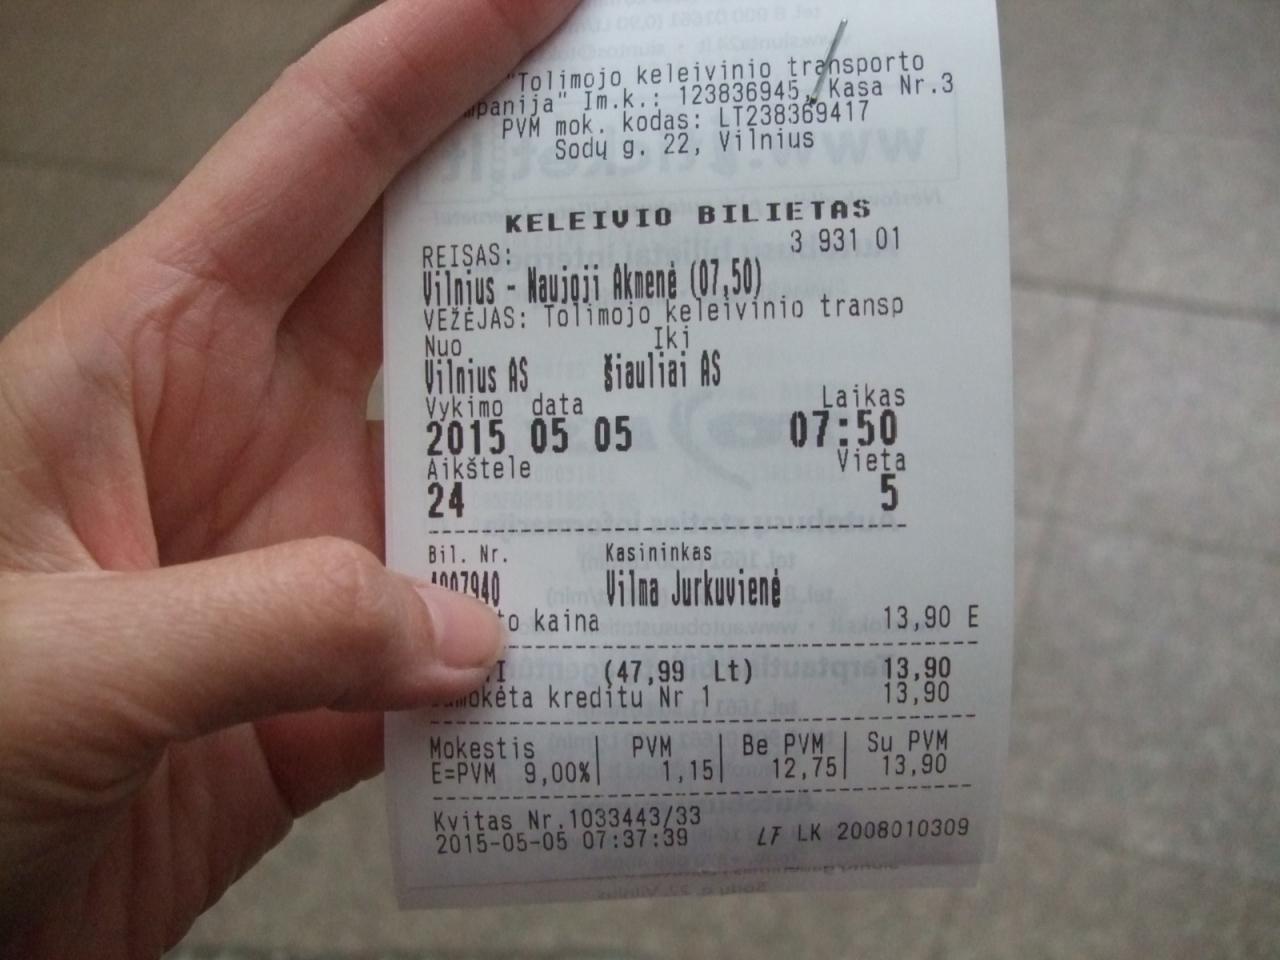 "Tolimojo keleivinio transporto
mpanija" Im.k.: 123836945, Kasa Nr.3
PVM mok. kodas: LT238369417
Sodų g. 22, Vilnius
KELEIVIO BILIETAS
REISAS: 3 931 01
Vilnius - Naujoji Akmenė (07,50)
VEŽĖJAS: Tolimojo keleivinio transp
Nuo Iki
Vilnius AS Šiauliai AS
Vykimo data Laikas
2015 05 05 07:50
Aikštele Vieta
24 5
Bil. Nr. Kasininkas
4907940 Vilma Jurkuvienė
to kaina 13,90 E
I (47,99 Lt) 13,90
mokėta kreditu Nr 1 13,90
Mokestis | PVM | Be PVM | Su PVM
E=PVM 9,00% | 1,15 | 12,75 | 13,90
Kvitas Nr.1033443/33
2015-05-05 07:37:39 LF LK 2008010309